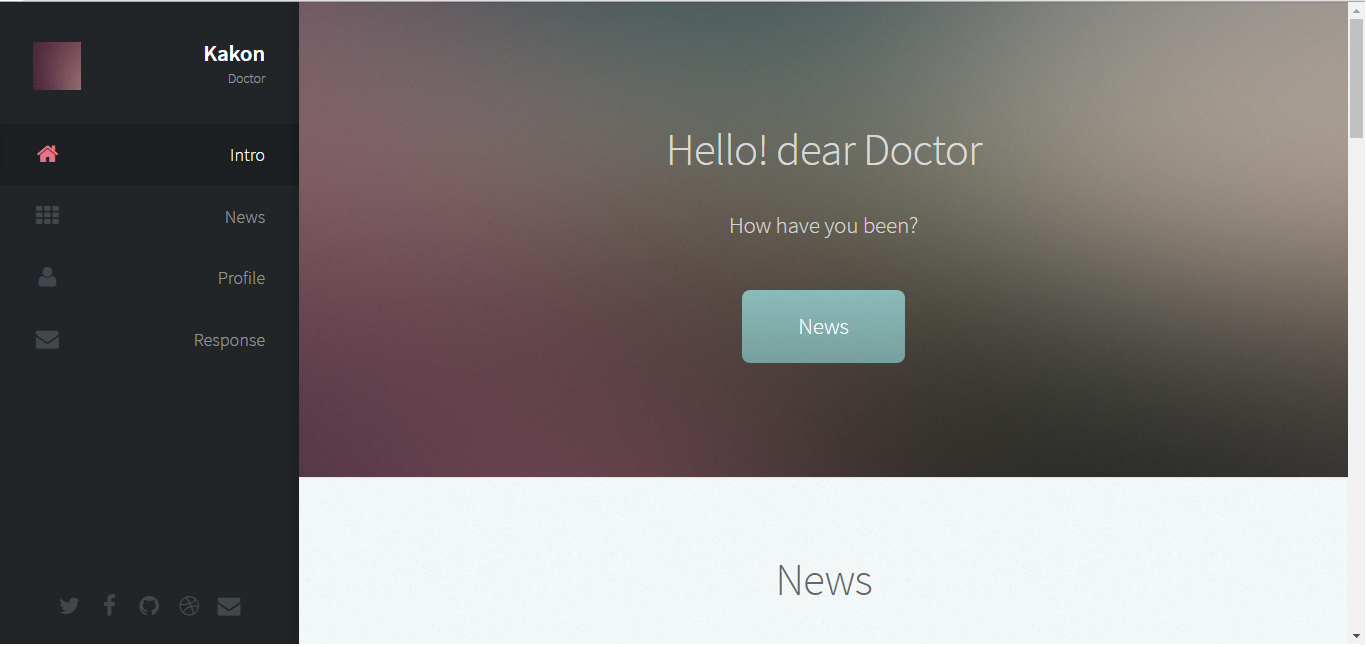 Kakon
Doctor
Intro
News
Profile
Response
Hello! dear Doctor
How have you been?
News
News